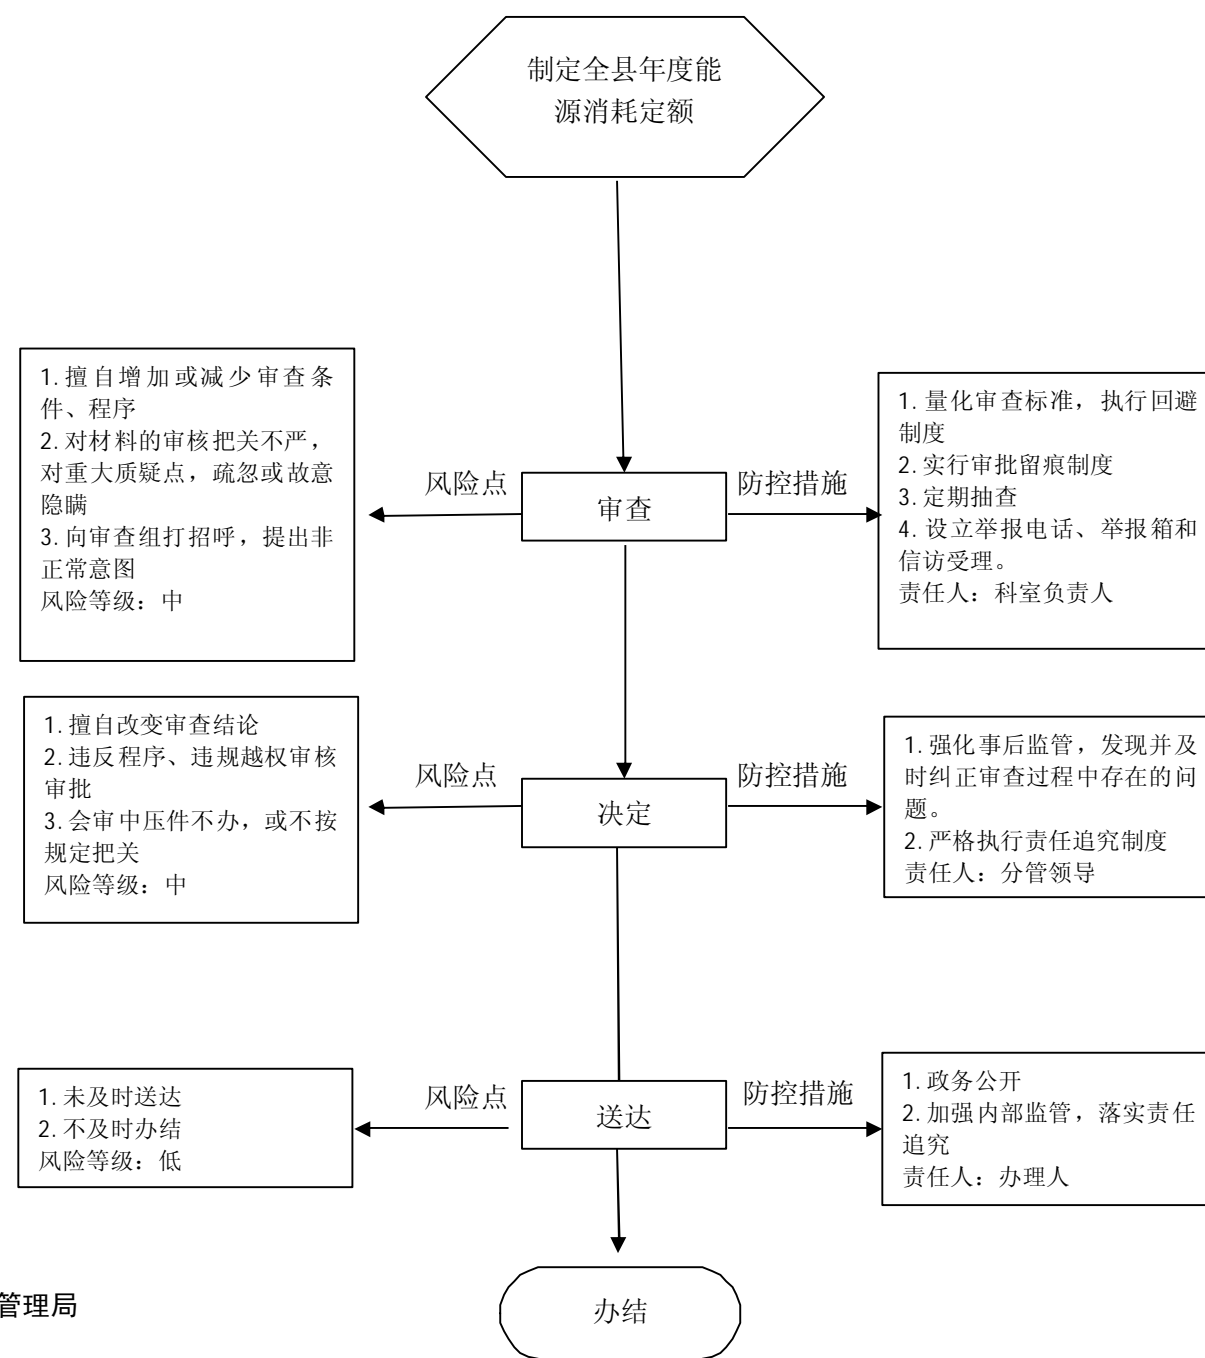 制定全县年度能
源消耗定额
1.擅自增加或减少审查条
件、程序
2.对材料的审核把关不严，
对重大质疑点，疏忽或故意
隐瞒
3.向审查组打招呼，提出非
正常意图
风险等级：中
风险点
审查
防控措施
1.量化审查标准，执行回避
制度
2.实行审批留痕制度
3.定期抽查
4.设立举报电话、举报箱和
信访受理。
责任人：科室负责人
1.擅自改变审查结论
2.违反程序、违规越权审核
审批
3.会审中压件不办，或不按
规定把关
风险等级：中
风险点
决定
防控措施
1.强化事后监管，发现并及
时纠正审查过程中存在的问
题。
2.严格执行责任追究制度
责任人：分管领导
1.未及时送达
2.不及时办结
风险等级：低
风险点
送达
防控措施
1.政务公开
2.加强内部监管，落实责任
追究
责任人：办理人
办结
管理局